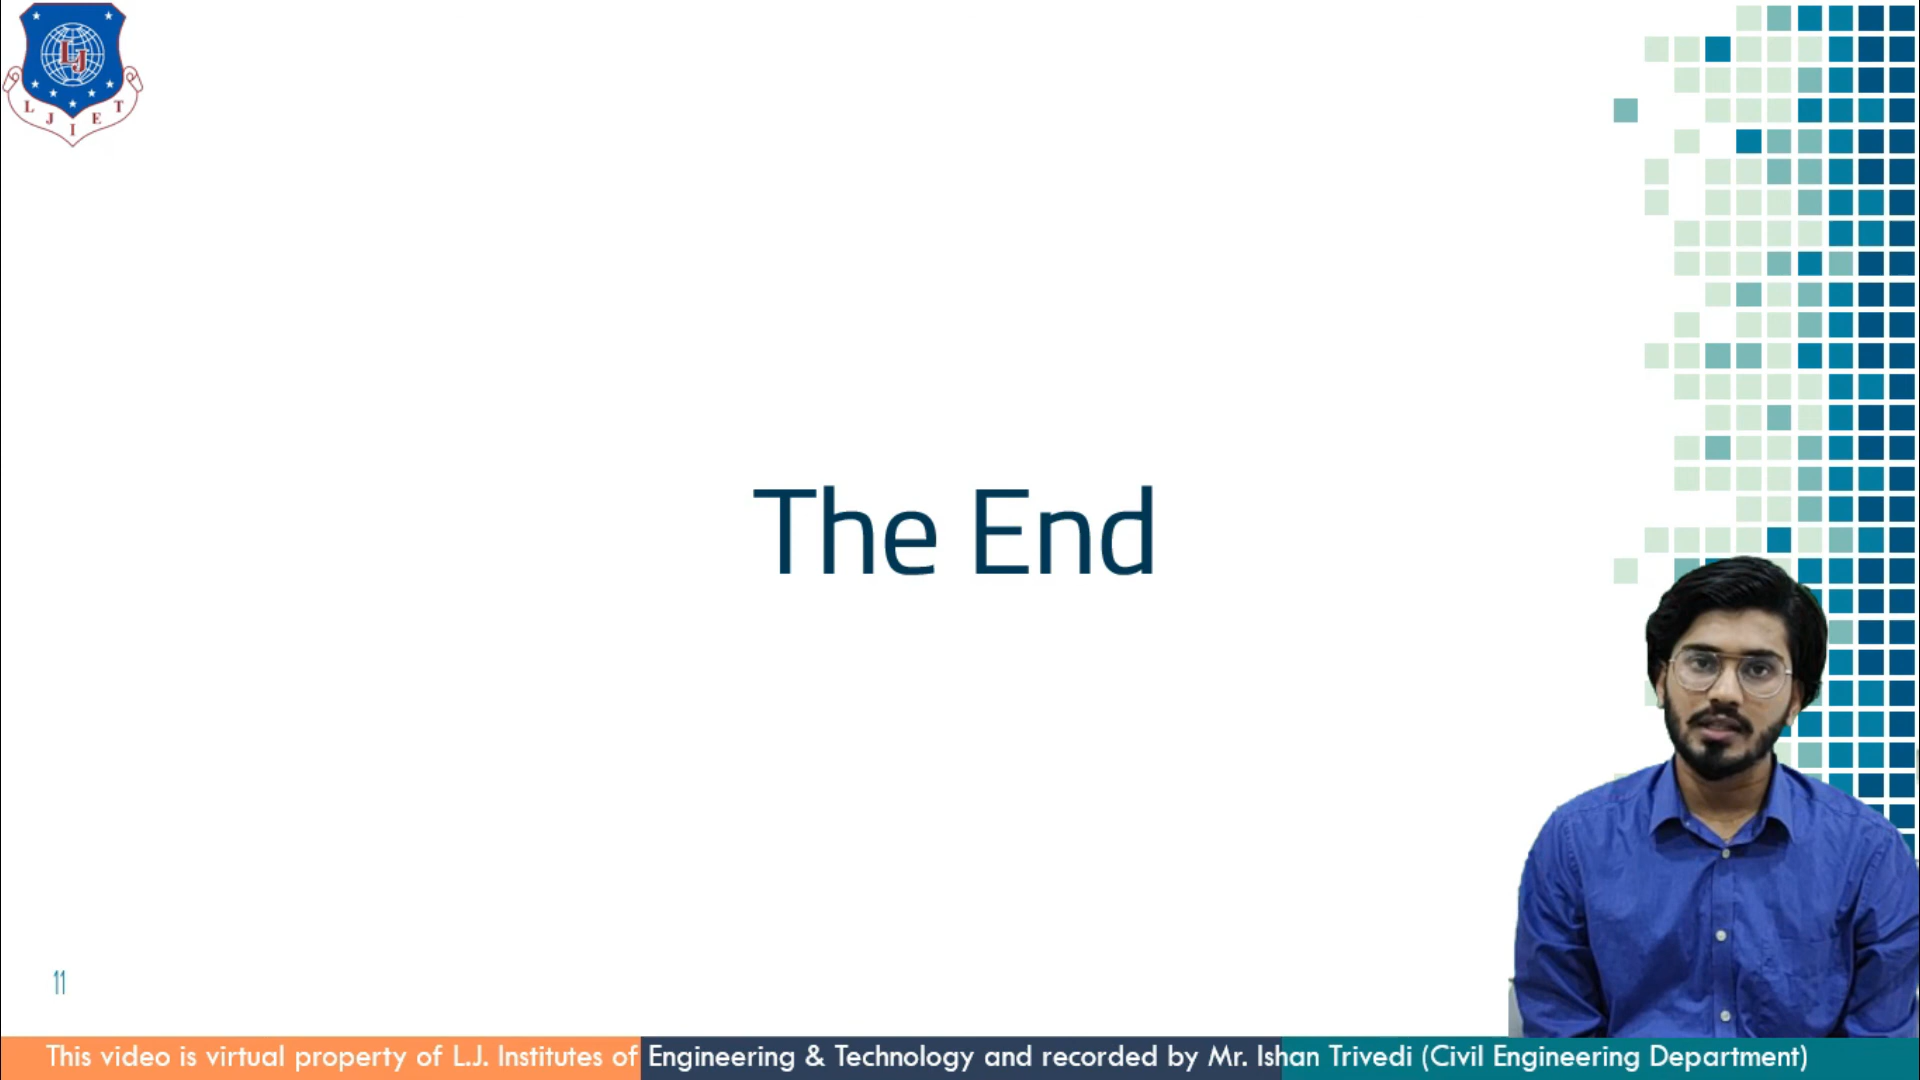 LJ
L J I E T
The End
11
This video is virtual property of L.J. Institutes of Engineering & Technology and recorded by Mr. Ishan Trivedi (Civil Engineering Department)